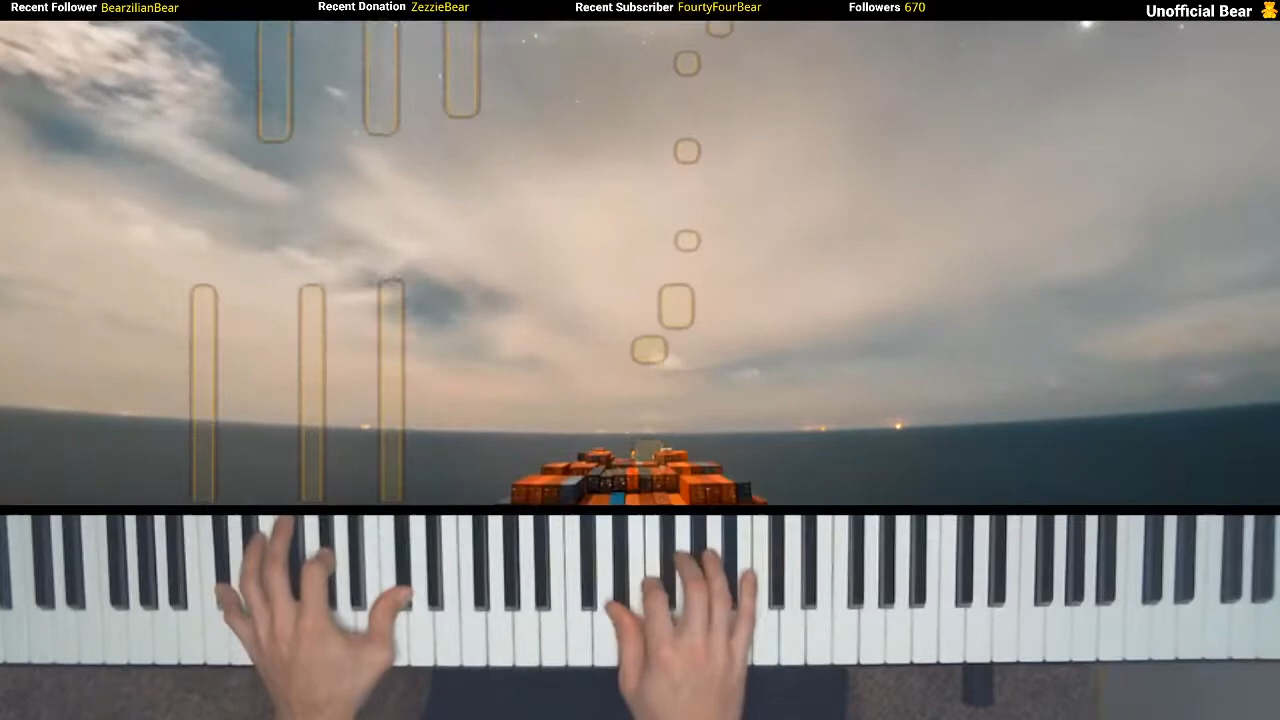 Recent Follower BearzilianBear
Recent Donation ZezzieBear
Recent Subscriber FourtyFourBear
Followers 670
Unofficial Bear